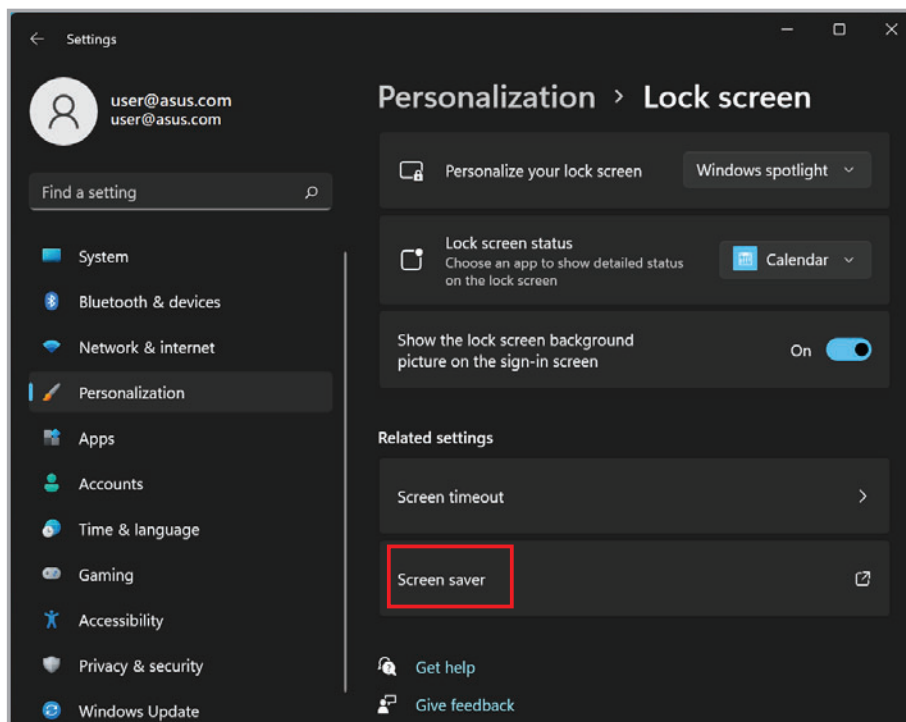 Settings
user@asus.com
user@asus.com
Find a setting
System
Bluetooth & devices
Network & internet
Personalization
Apps
Accounts
Time & language
Gaming
Accessibility
Privacy & security
Windows Update
Personalization > Lock screen
Personalize your lock screen
Windows spotlight
Lock screen status
Choose an app to show detailed status
on the lock screen
Calendar
Show the lock screen background
picture on the sign-in screen
On
Related settings
Screen timeout
Screen saver
Get help
Give feedback